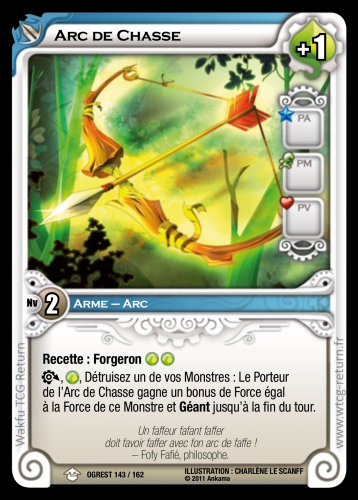 Arc de Chasse
+1
PA
PM
PV
Nv 2 Arme – Arc
Recette : Forgeron
, , Détruisez un de vos Monstres : Le Porteur
de l'Arc de Chasse gagne un bonus de Force égal
à la Force de ce Monstre et Géant jusqu'à la fin du tour.
Un faffeur fafant faffer
doit favoir faffer avec fon arc de faffe !
– Fofy Fafié, philosophe.
OGREST 143 / 162
ILLUSTRATION : CHARLÈNE LE SCANFF
© 2011 Ankama
Wakfu TCG Return
www.wtcg-return.fr